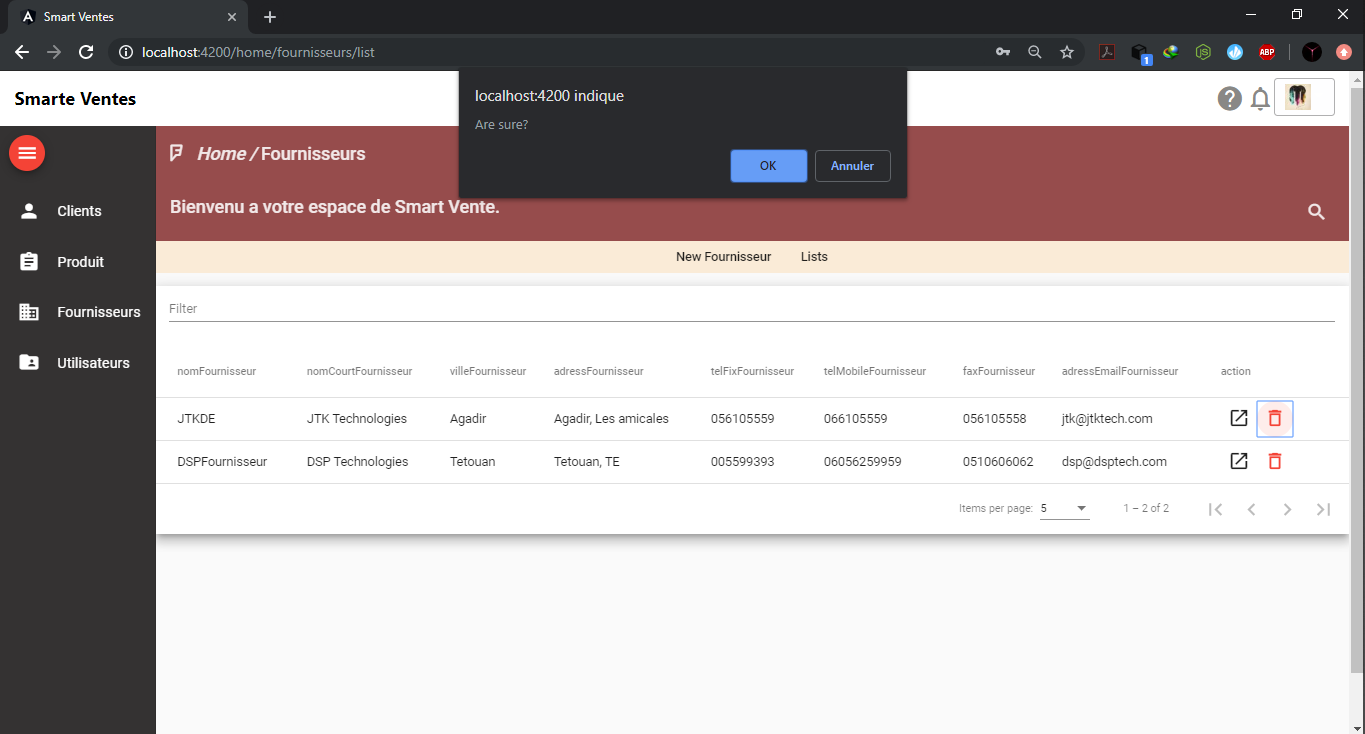 Smart Ventes
localhost:4200/home/fournisseurs/list
JS
ABP
1
Y
localhost:4200 indique
Are sure?
OK
Annuler
Smarte Ventes
Home / Fournisseurs
Bienvenu a votre espace de Smart Vente.
Clients
Produit
Fournisseurs
Utilisateurs
New Fournisseur Lists
Filter
nomFournisseur nomCourtFournisseur villeFournisseur adressFournisseur telFixFournisseur telMobileFournisseur faxFournisseur adressEmailFournisseur action
JTKDE JTK Technologies Agadir Agadir, Les amicales 056105559 066105559 056105558 jtk@jtktech.com
DSPFournisseur DSP Technologies Tetouan Tetouan, TE 005599393 06056259959 0510606062 dsp@dsptech.com
Items per page: 5 1 – 2 of 2